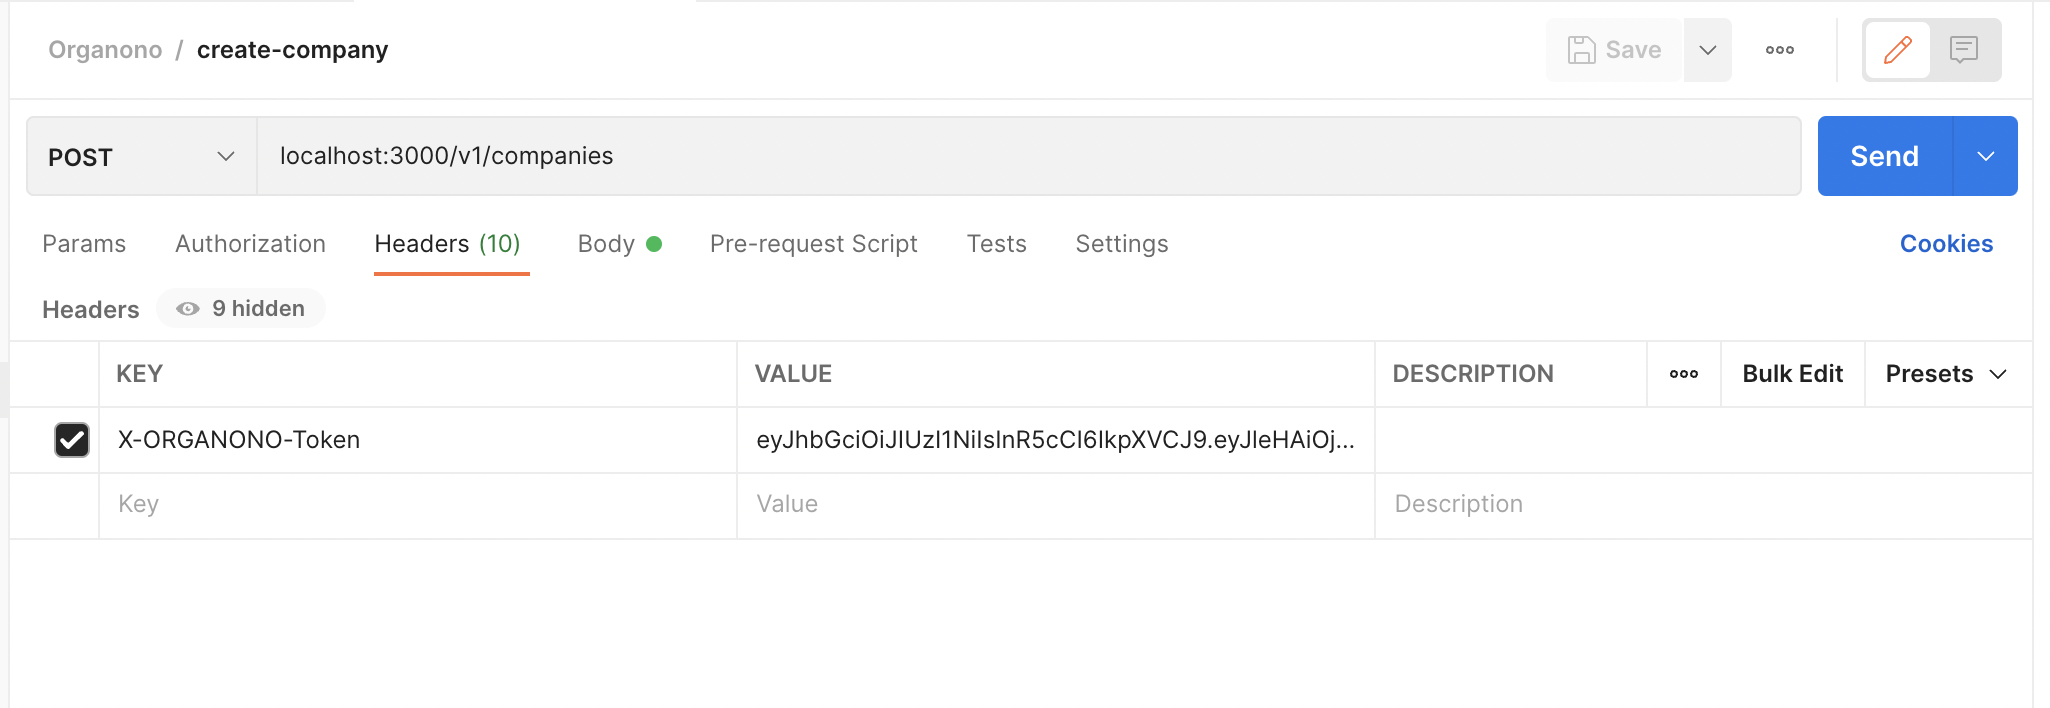 Organono / create-company
Save
POST
localhost:3000/v1/companies
Send
Params Authorization Headers (10) Body Pre-request Script Tests Settings Cookies
Headers 9 hidden
KEY VALUE DESCRIPTION Bulk Edit Presets
X-ORGANONO-Token eyJhbGciOiJIUzI1NiIsInR5cCI6IkpXVCJ9.eyJleHAiOj...
Key Value Description